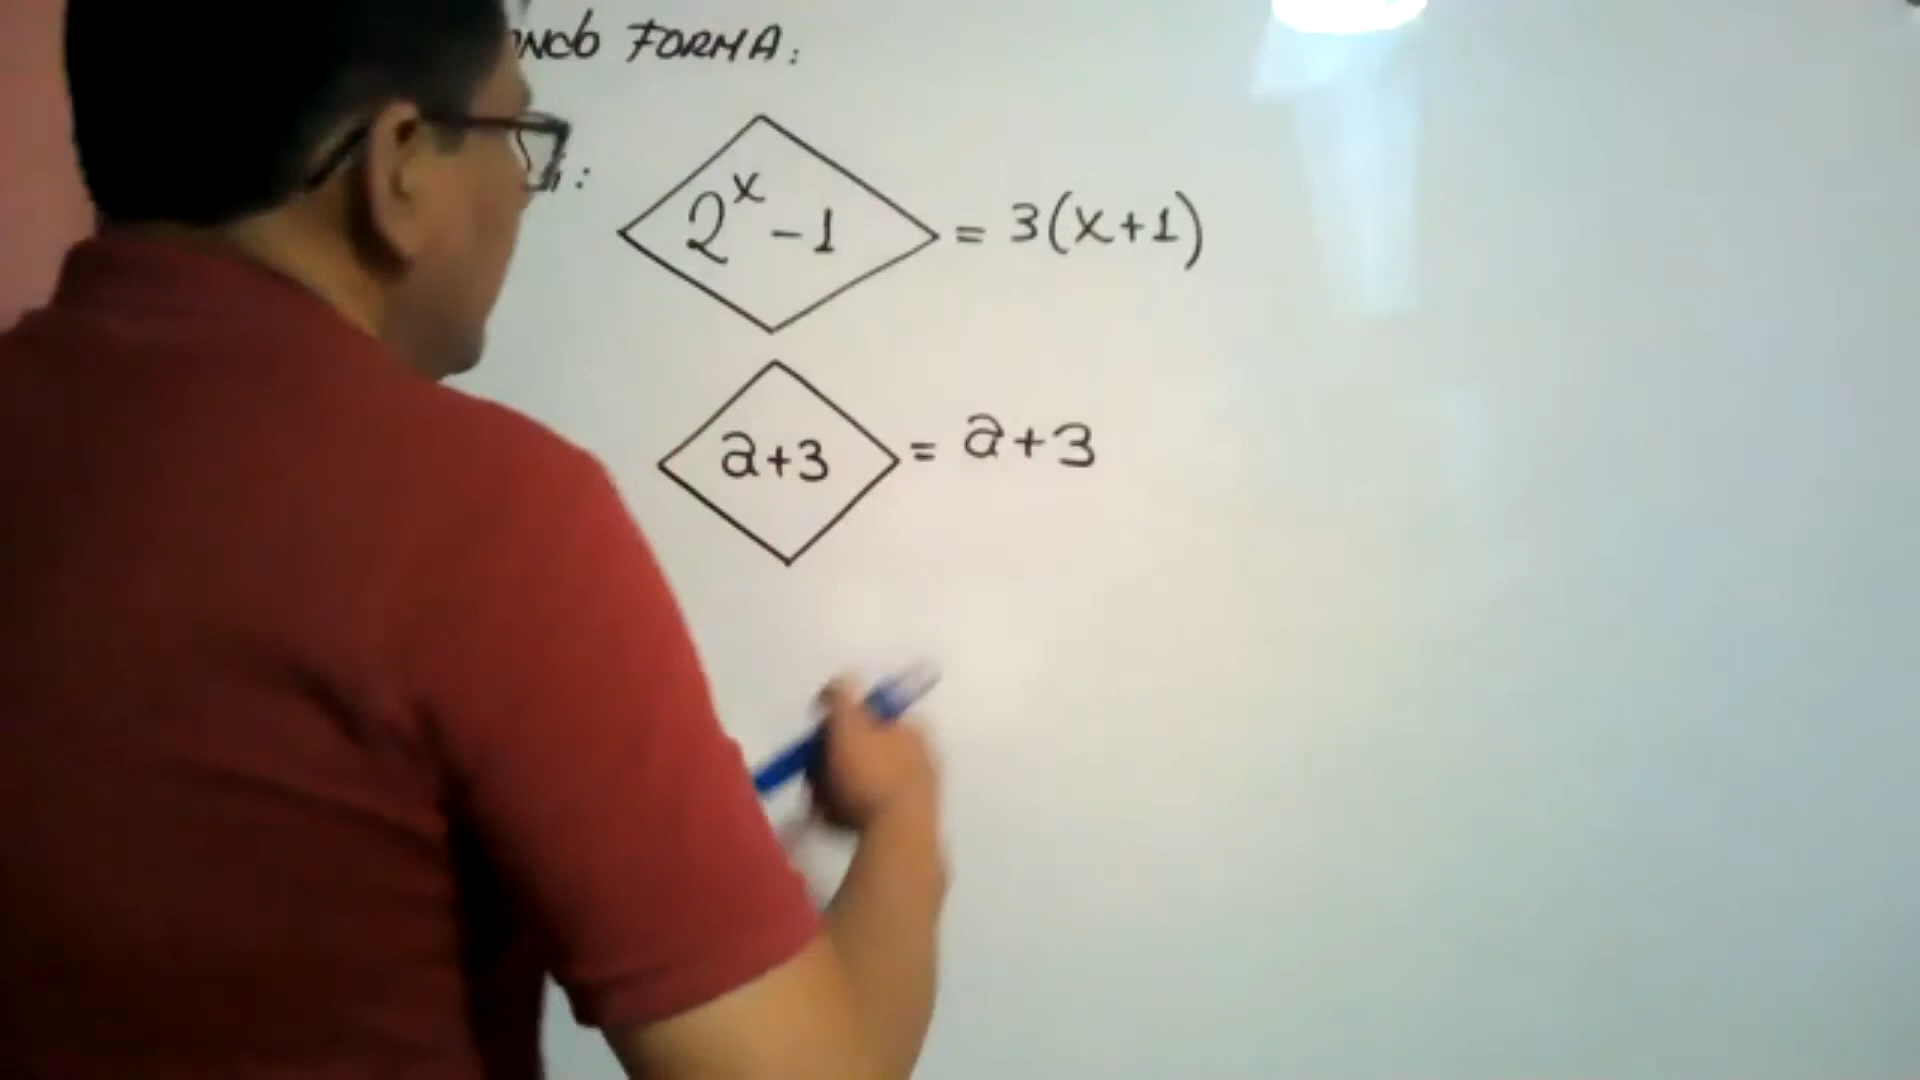 FORMA:
2^x - 1 = 3(x+1)
a+3 = a+3